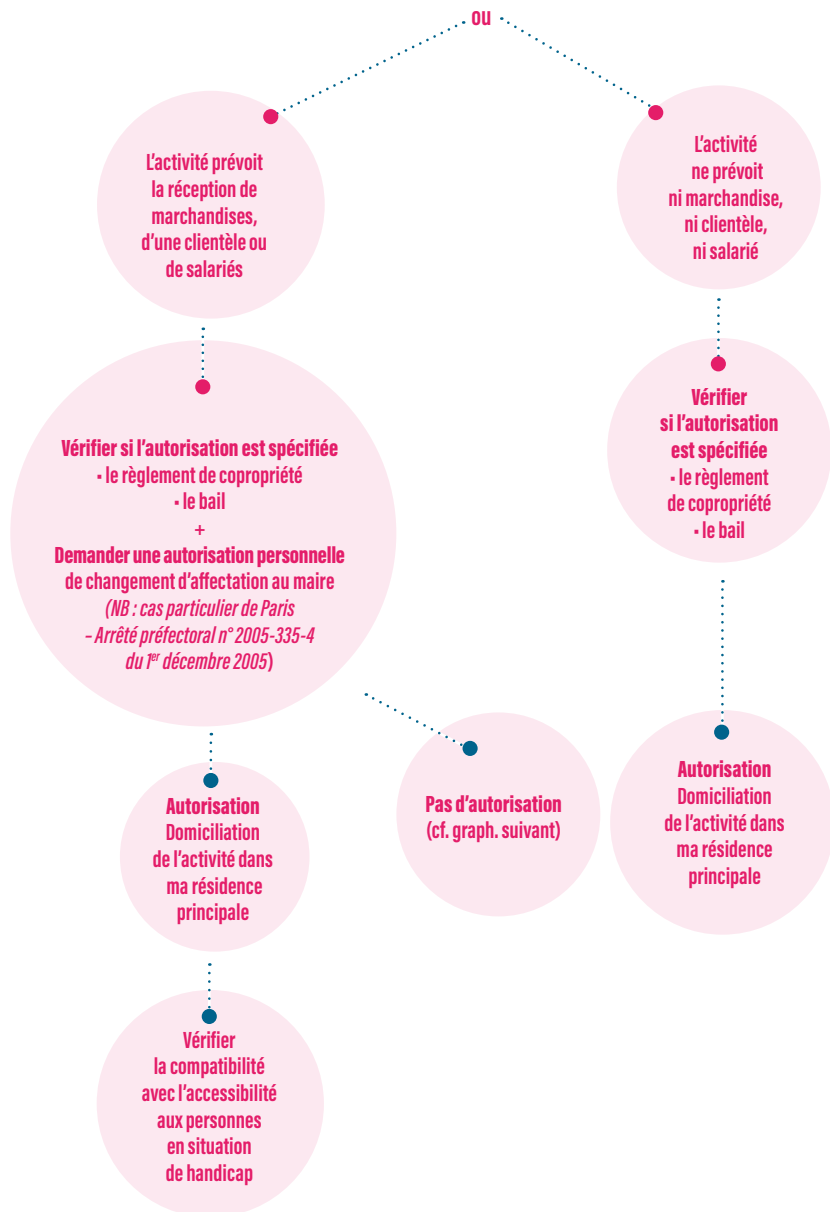 ou
L'activité prévoit
la réception de
marchandises,
d'une clientèle ou
de salariés
L'activité
ne prévoit
ni marchandise,
ni clientèle,
ni salarié
Vérifier si l'autorisation est spécifiée
▪ le règlement de copropriété
▪ le bail
+
Demander une autorisation personnelle
de changement d'affectation au maire
(NB : cas particulier de Paris
– Arrêté préfectoral n° 2005-335-4
du 1er décembre 2005)
Vérifier
si l'autorisation
est spécifiée
▪ le règlement
de copropriété
▪ le bail
Autorisation
Domiciliation
de l'activité dans
ma résidence
principale
Pas d'autorisation
(cf. graph. suivant)
Autorisation
Domiciliation
de l'activité dans
ma résidence
principale
Vérifier
la compatibilité
avec l'accessibilité
aux personnes
en situation
de handicap